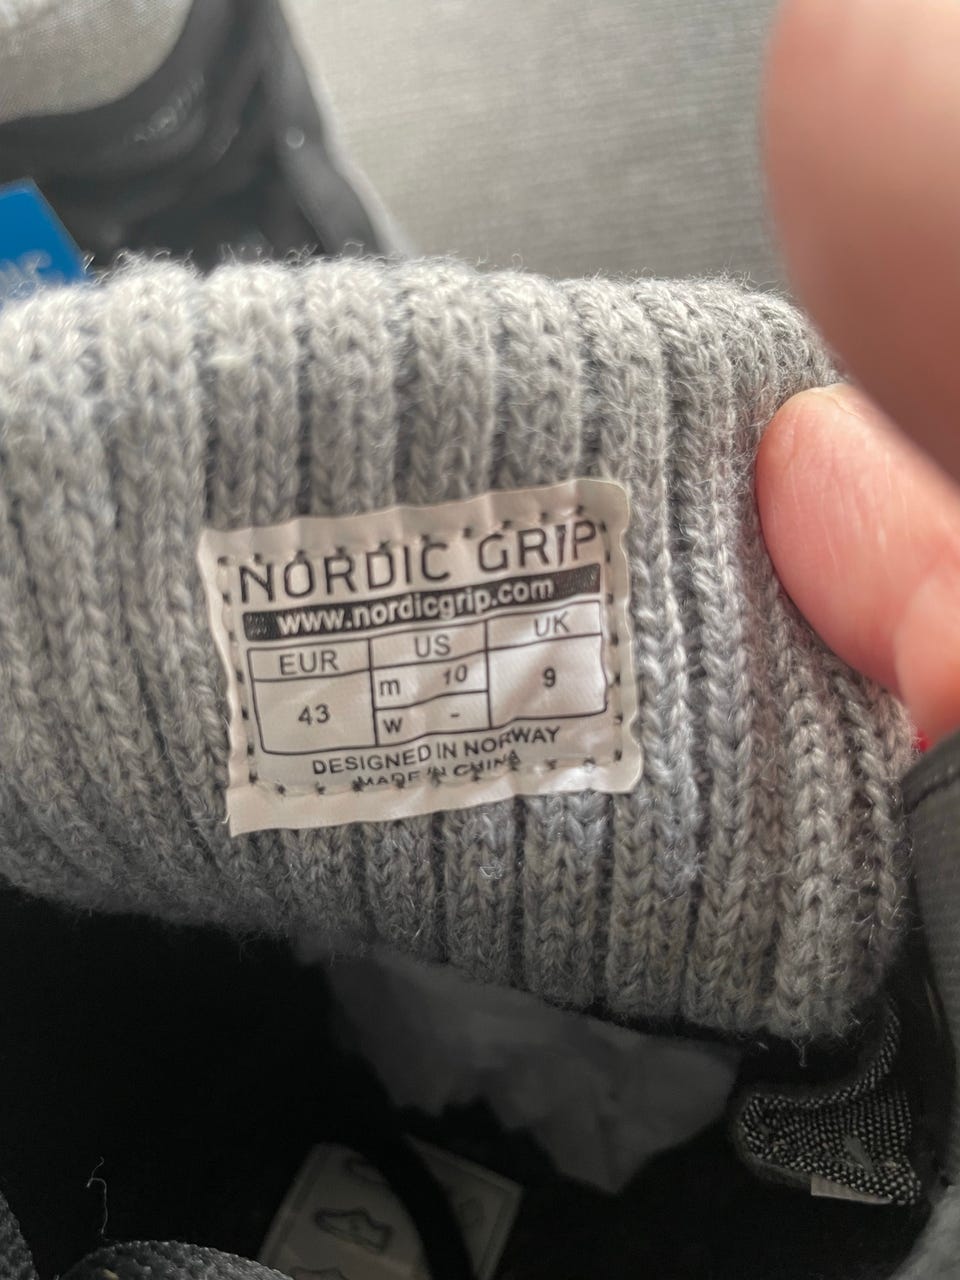 NORDIC GRIP
www.nordicgrip.com
EUR US UK
43 m 10 9
w -
DESIGNED IN NORWAY
MADE IN CHINA